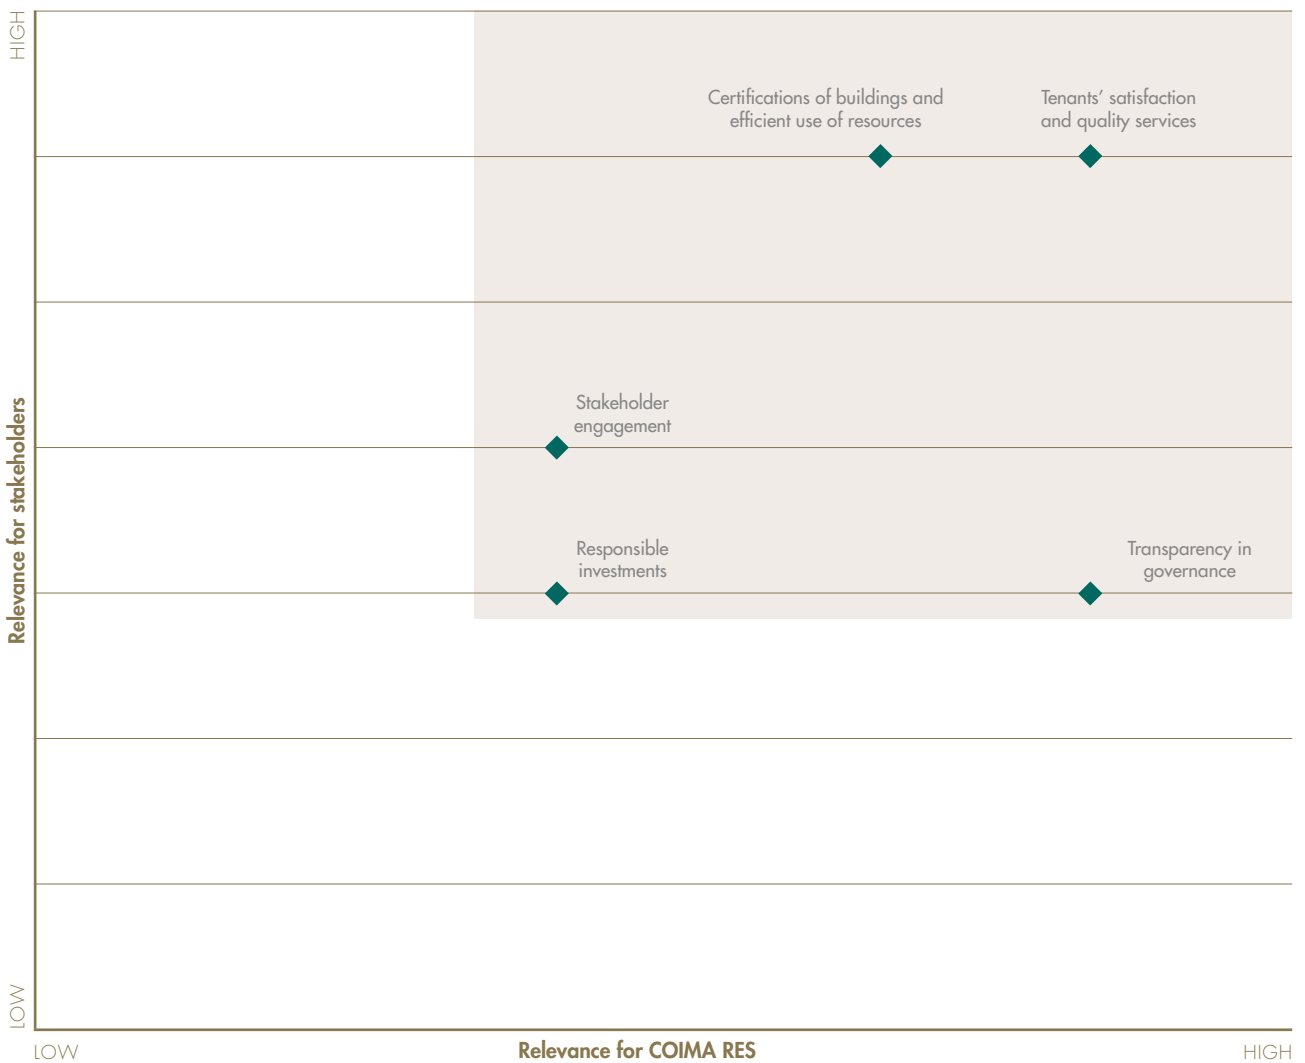 HIGH
Certifications of buildings and
efficient use of resources
Tenants’ satisfaction
and quality services
Stakeholder
engagement
Relevance for stakeholders
Responsible
investments
Transparency in
governance
LOW
LOW
Relevance for COIMA RES
HIGH